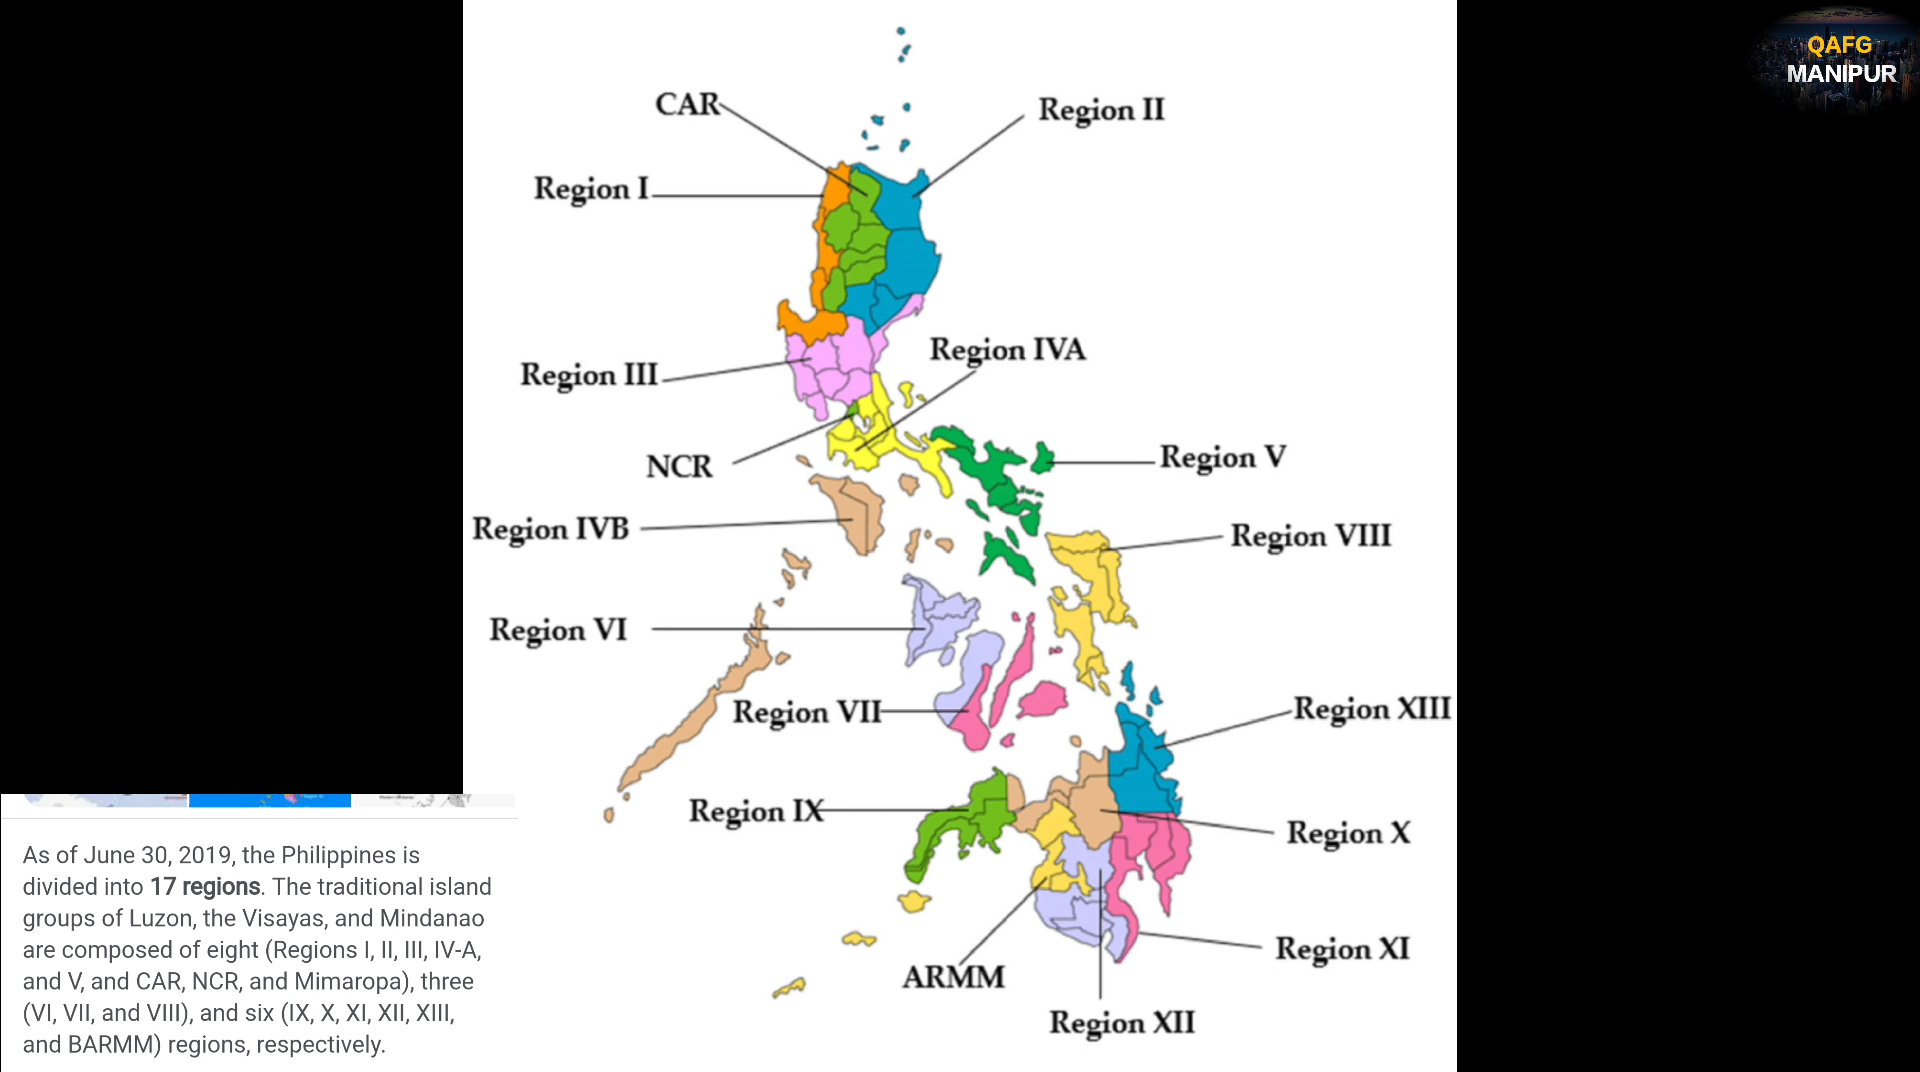 QAFG
MANIPUR
CAR
Region II
Region I
Region IVA
Region III
NCR
Region V
Region IVB
Region VIII
Region VI
Region VII
Region XIII
Region IX
Region X
ARMM
Region XI
Region XII
As of June 30, 2019, the Philippines is
divided into 17 regions. The traditional island
groups of Luzon, the Visayas, and Mindanao
are composed of eight (Regions I, II, III, IV-A,
and V, and CAR, NCR, and Mimaropa), three
(VI, VII, and VIII), and six (IX, X, XI, XII, XIII,
and BARMM) regions, respectively.